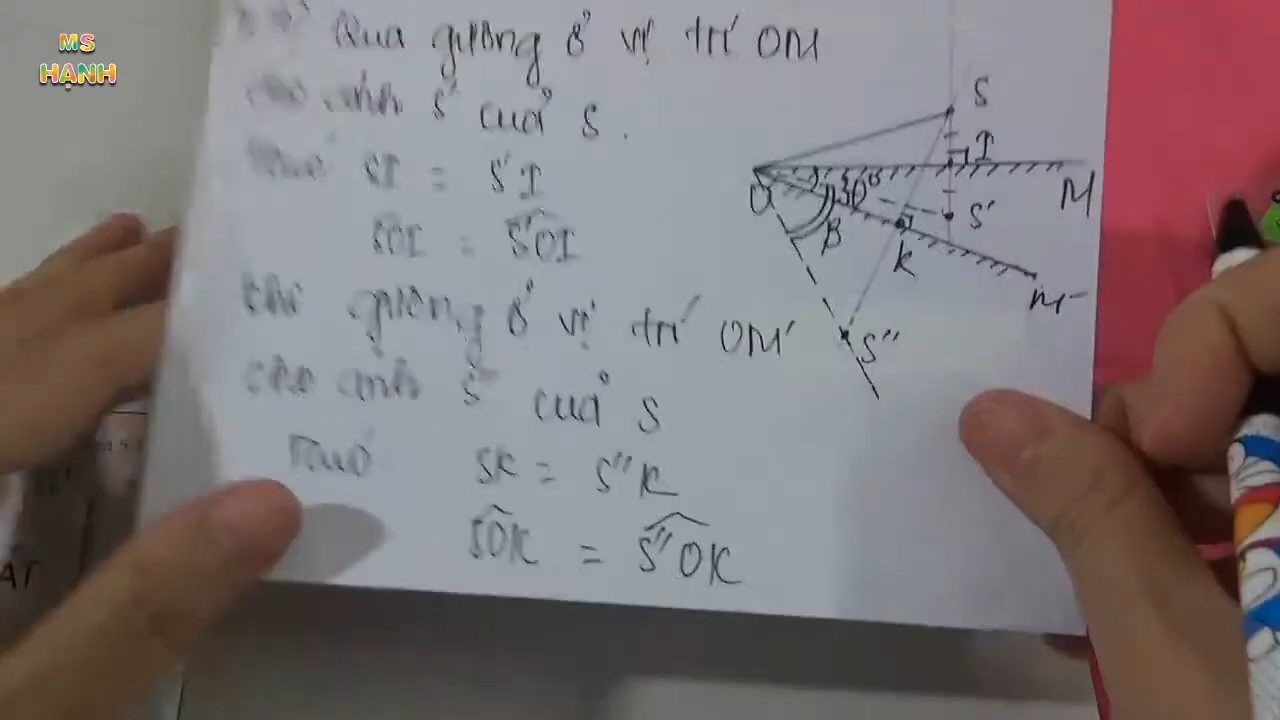 MS
HẠNH
Qua gương ở vị trí OM
cho ảnh S' của S.
SI = S'I
SOI = S'OI
gương ở vị trí OM'
cho ảnh S" của S
SK = S"K
SOK = S"OK
S
I
M
O
30°
S'
β
K
M'
S"